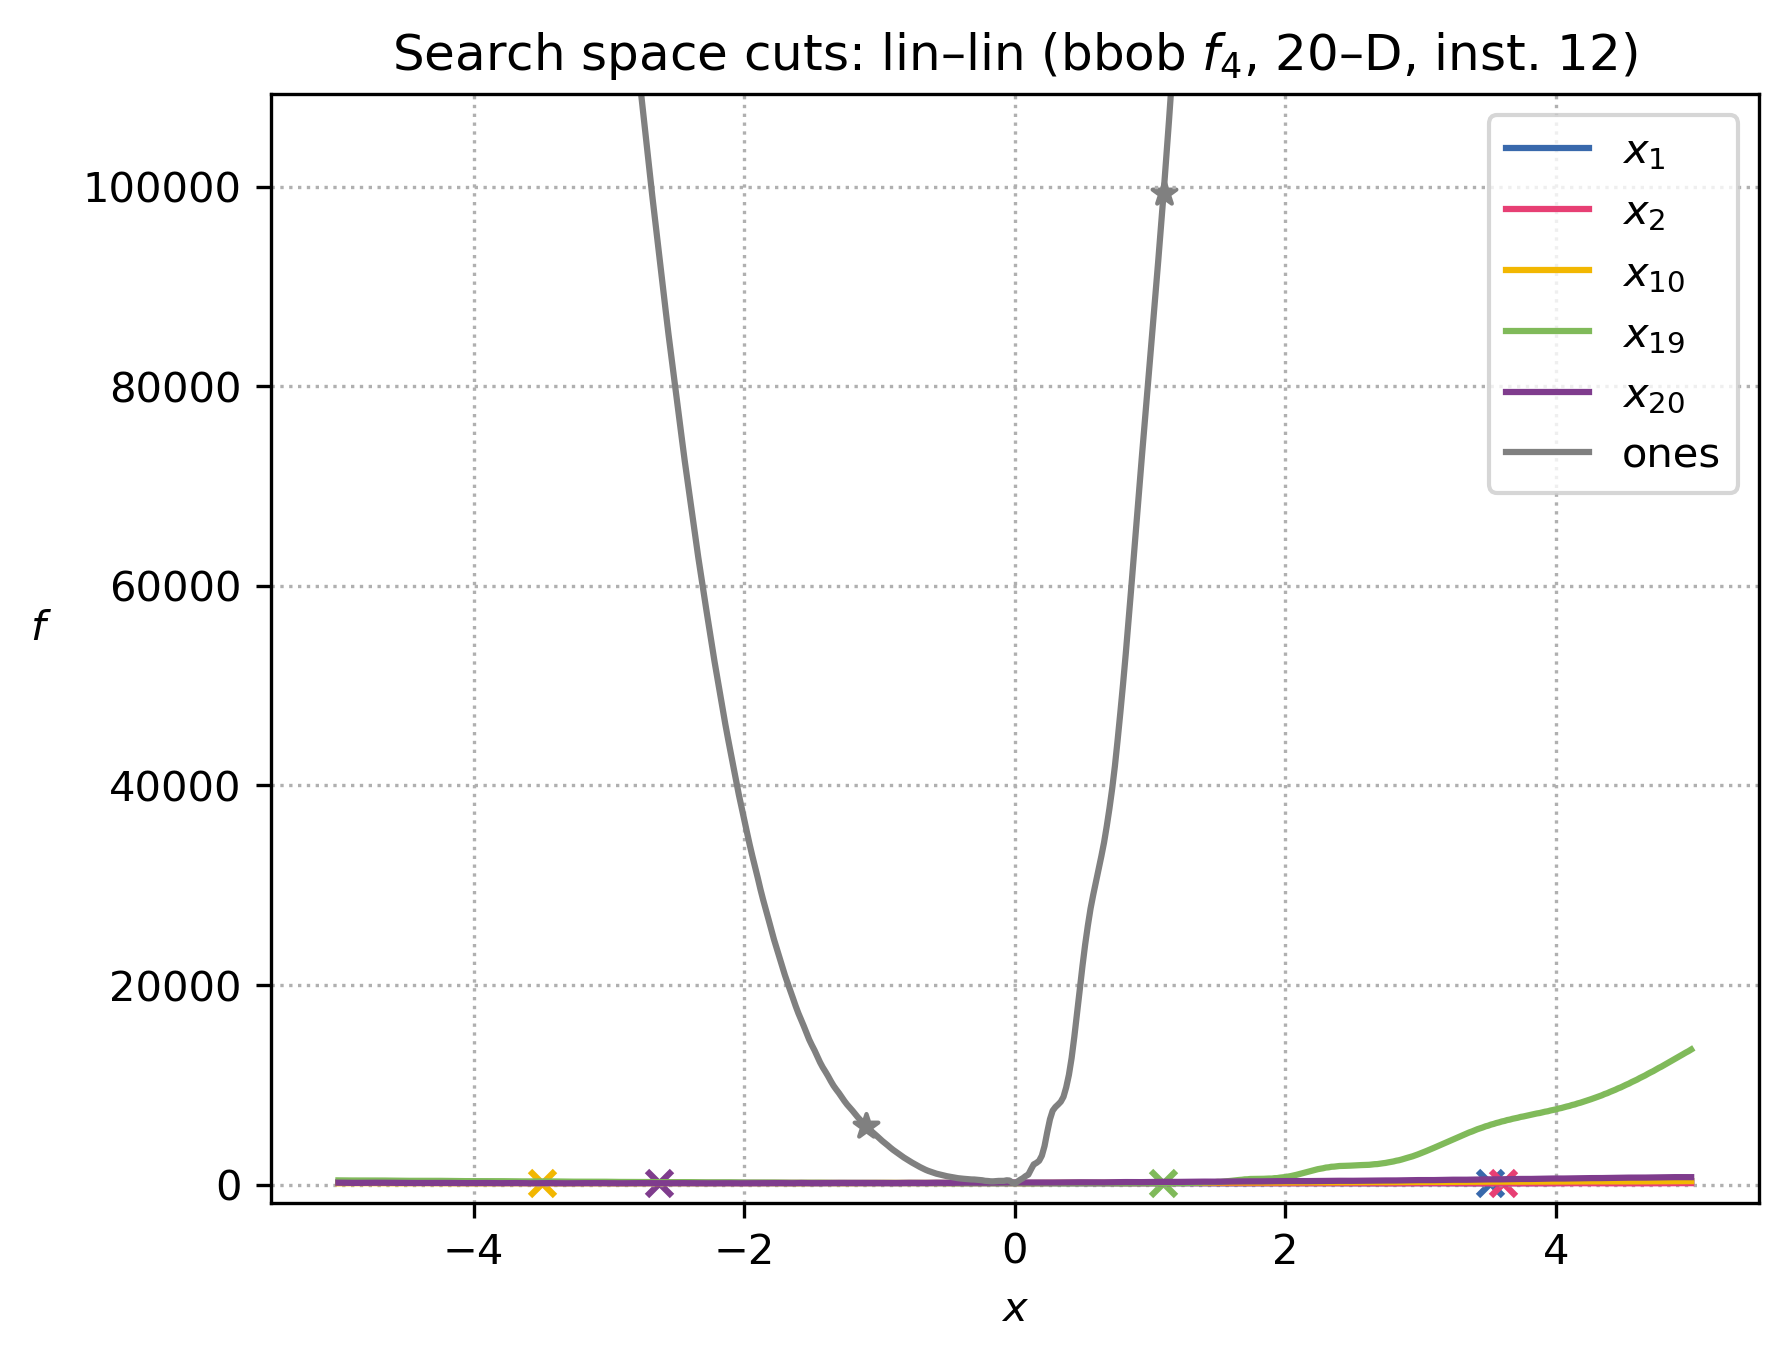 Search space cuts: lin–lin (bbob f₄, 20–D, inst. 12)
100000
80000
60000
40000
20000
0
f
−4
−2
0
2
4
x
x₁
x₂
x₁₀
x₁₉
x₂₀
ones